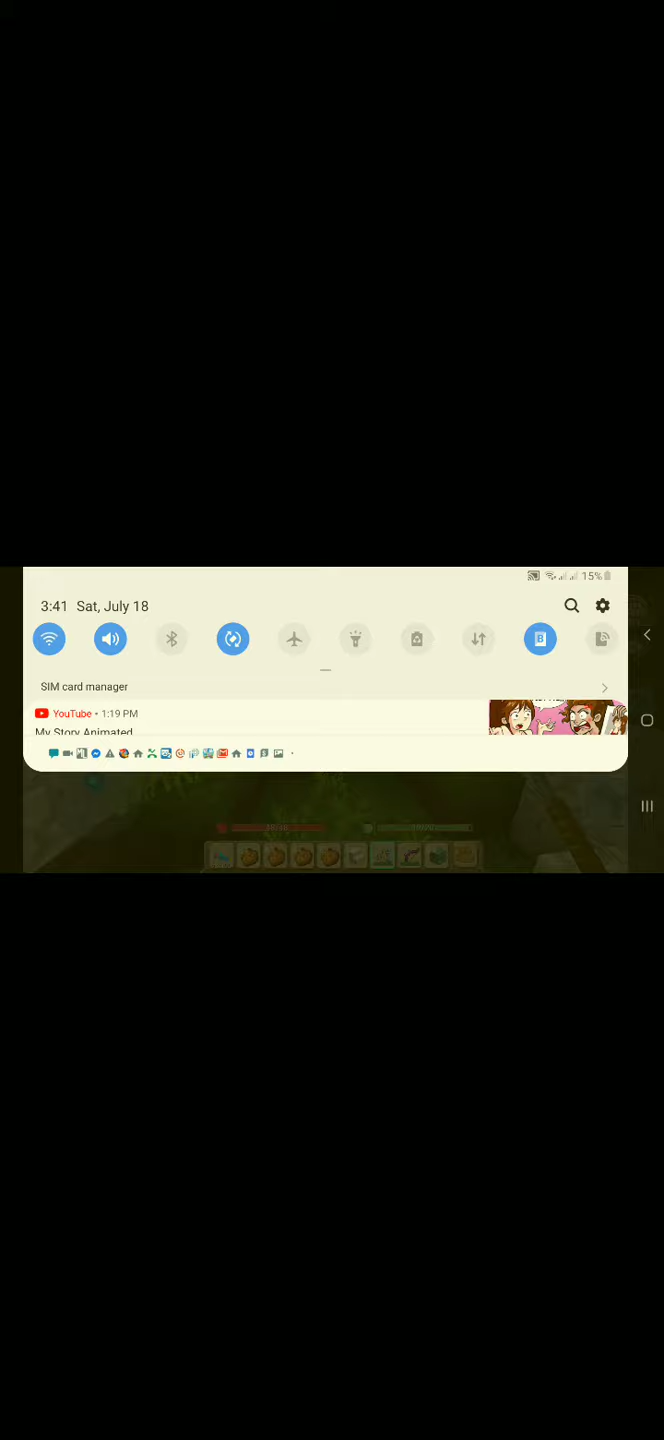 15%
3:41 Sat, July 18
SIM card manager
YouTube • 1:19 PM
My Story Animated